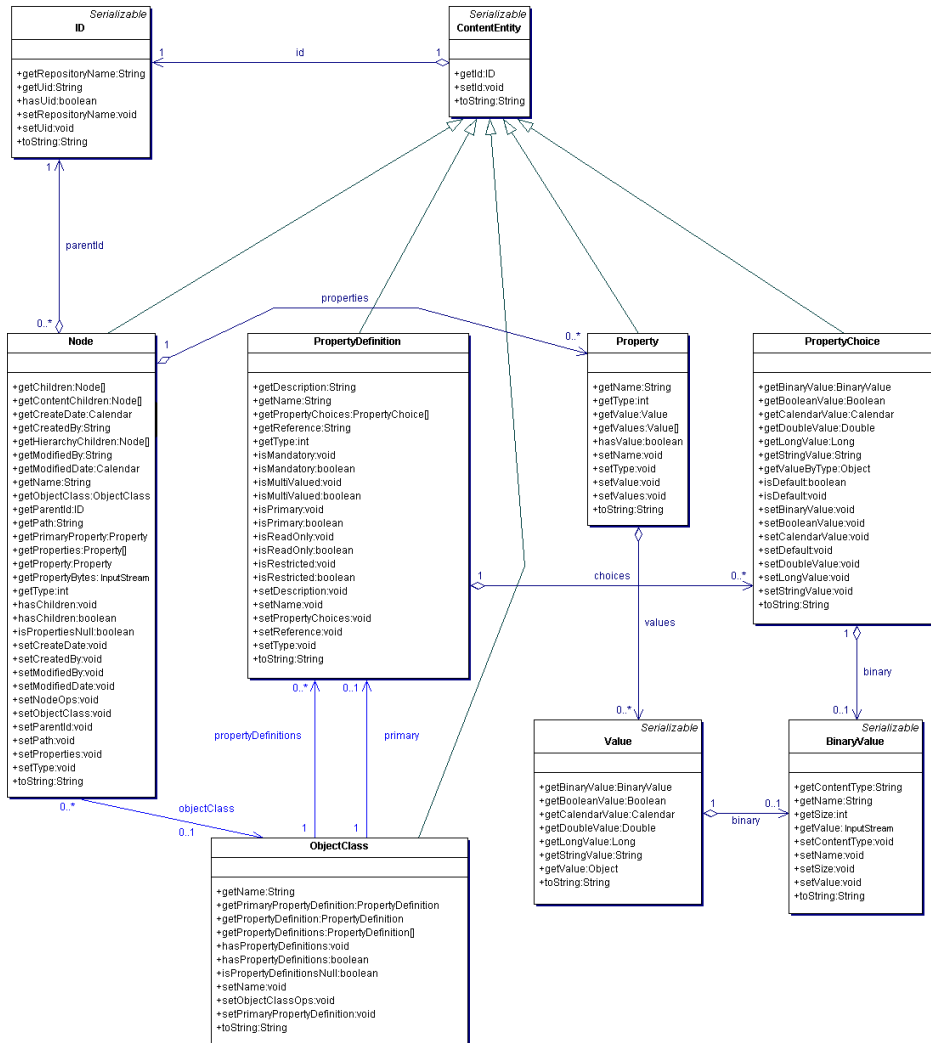 Serializable
ID
+getRepositoryName:String
+getUid:String
+hasUid:boolean
+setRepositoryName:void
+setUid:void
+toString:String
Serializable
ContentEntity
+getId:ID
+setId:void
+toString:String
1
id
1
1
parentId
0..*
properties
1
0..*
Node
+getChildren:Node[]
+getContentChildren:Node[]
+getCreateDate:Calendar
+getCreatedBy:String
+getHierarchyChildren:Node[]
+getModifiedBy:String
+getModifiedDate:Calendar
+getName:String
+getObjectClass:ObjectClass
+getParentId:ID
+getPath:String
+getPrimaryProperty:Property
+getProperties:Property[]
+getProperty:Property
+getPropertyBytes:InputStream
+getType:int
+hasChildren:void
+hasChildren:boolean
+isPropertiesNull:boolean
+setCreateDate:void
+setCreatedBy:void
+setModifiedBy:void
+setModifiedDate:void
+setNodeOps:void
+setObjectClass:void
+setParentId:void
+setPath:void
+setProperties:void
+setType:void
+toString:String
PropertyDefinition
+getDescription:String
+getName:String
+getPropertyChoices:PropertyChoice[]
+getReference:String
+getType:int
+isMandatory:void
+isMandatory:boolean
+isMultiValued:void
+isMultiValued:boolean
+isPrimary:void
+isPrimary:boolean
+isReadOnly:void
+isReadOnly:boolean
+isRestricted:void
+isRestricted:boolean
+setDescription:void
+setName:void
+setPropertyChoices:void
+setReference:void
+setType:void
+toString:String
Property
+getName:String
+getType:int
+getValue:Value
+getValues:Value[]
+hasValue:boolean
+setName:void
+setType:void
+setValue:void
+setValues:void
+toString:String
PropertyChoice
+getBinaryValue:BinaryValue
+getBooleanValue:Boolean
+getCalendarValue:Calendar
+getDoubleValue:Double
+getLongValue:Long
+getStringValue:String
+getValueByType:Object
+isDefault:boolean
+isDefault:void
+setBinaryValue:void
+setBooleanValue:void
+setCalendarValue:void
+setDefault:void
+setDoubleValue:void
+setLongValue:void
+setStringValue:void
+toString:String
1
choices
0..*
values
0..*
1
binary
0..1
0..*
0..1
propertyDefinitions
primary
1
1
0..*
objectClass
0..1
Serializable
Value
+getBinaryValue:BinaryValue
+getBooleanValue:Boolean
+getCalendarValue:Calendar
+getDoubleValue:Double
+getLongValue:Long
+getStringValue:String
+getValue:Object
+toString:String
1
binary
0..1
Serializable
BinaryValue
+getContentType:String
+getName:String
+getSize:int
+getValue:InputStream
+setContentType:void
+setName:void
+setSize:void
+setValue:void
+toString:String
ObjectClass
+getName:String
+getPrimaryPropertyDefinition:PropertyDefinition
+getPropertyDefinition:PropertyDefinition
+getPropertyDefinitions:PropertyDefinition[]
+hasPropertyDefinitions:void
+hasPropertyDefinitions:boolean
+isPropertyDefinitionsNull:boolean
+setName:void
+setObjectClassOps:void
+setPrimaryPropertyDefinition:void
+toString:String